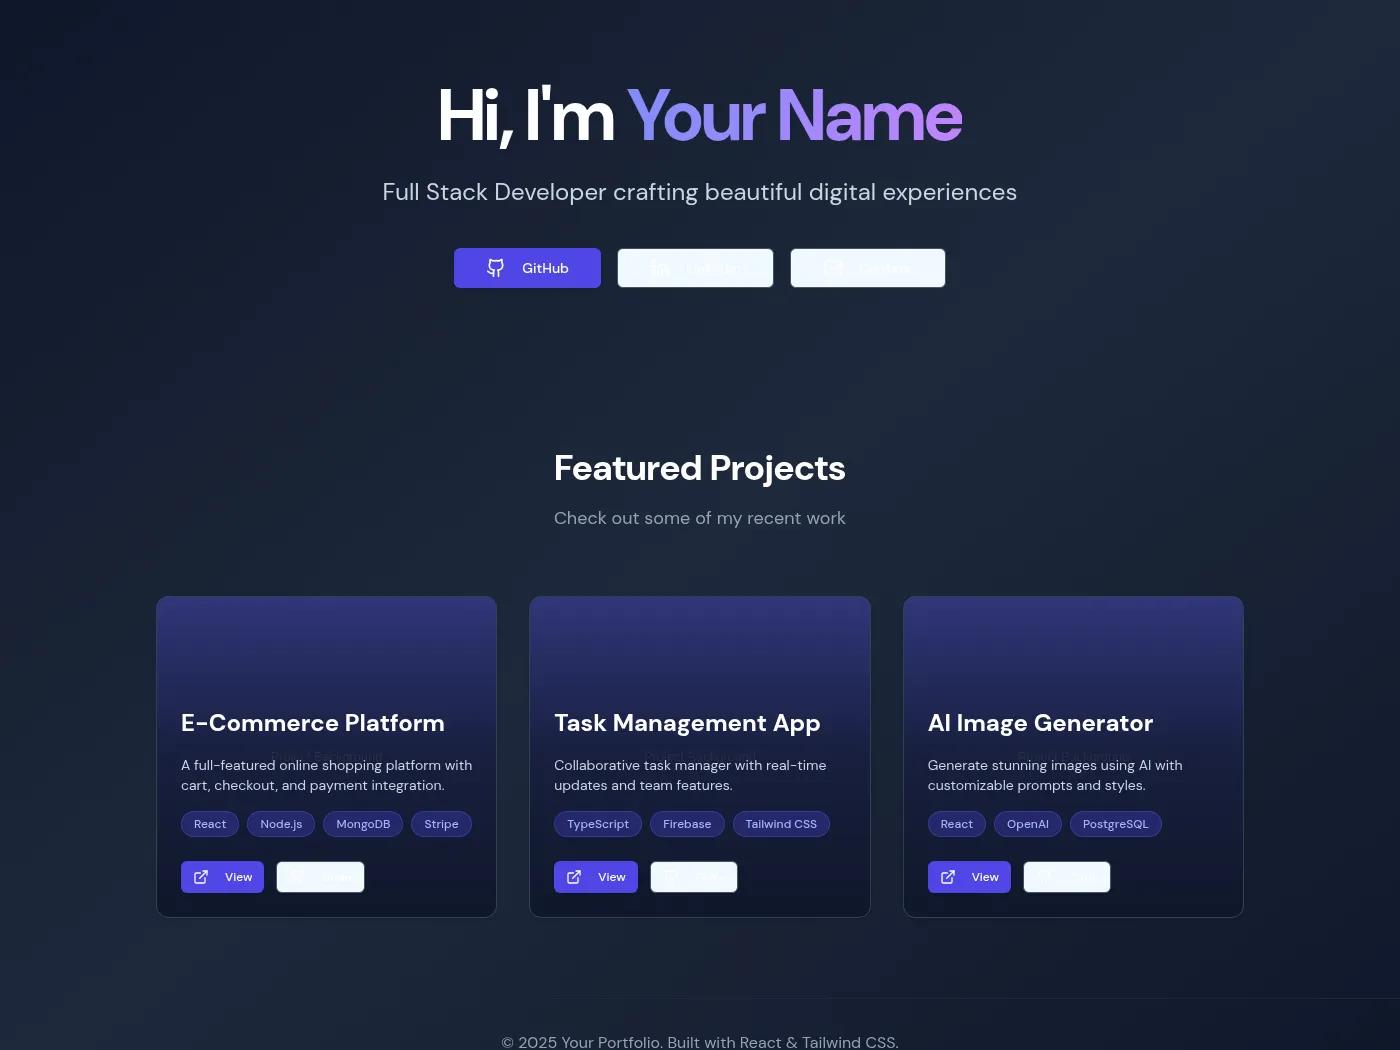 Hi, I'm Your Name
Full Stack Developer crafting beautiful digital experiences
GitHub
Featured Projects
Check out some of my recent work
E-Commerce Platform
A full-featured online shopping platform with
cart, checkout, and payment integration.
React
Node.js
MongoDB
Stripe
View
Task Management App
Collaborative task manager with real-time
updates and team features.
TypeScript
Firebase
Tailwind CSS
View
AI Image Generator
Generate stunning images using AI with
customizable prompts and styles.
React
OpenAI
PostgreSQL
View
© 2025 Your Portfolio. Built with React & Tailwind CSS.